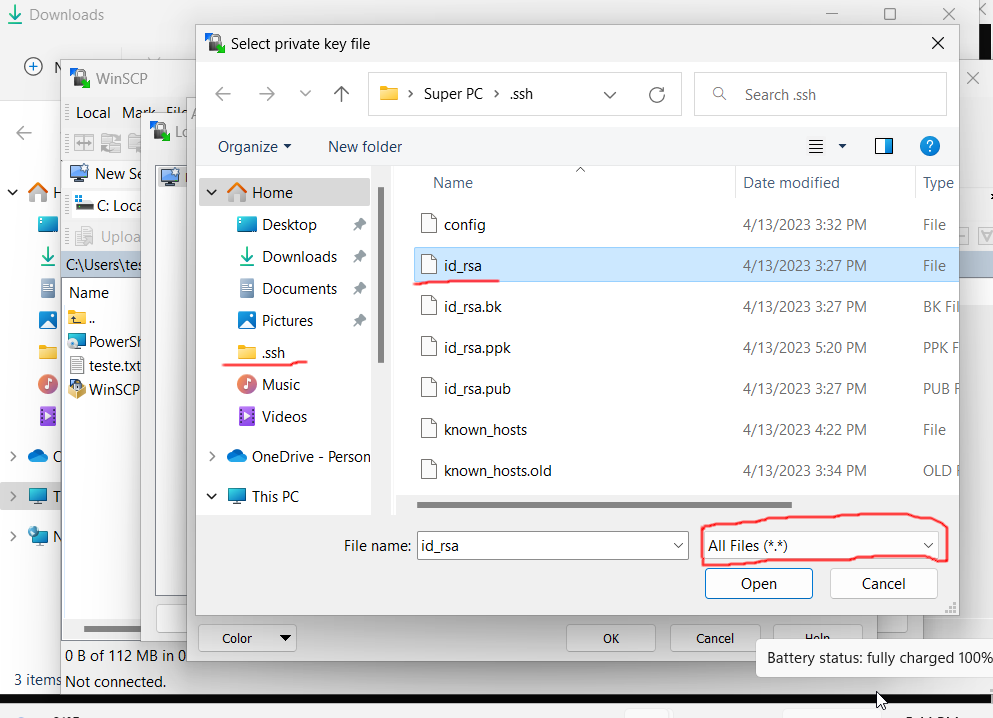 Downloads
WinSCP
Local Mark File
New Se
C: Loca
Uploa
C:\Users\tes
Name
..
PowerSh
teste.txt
WinSCP
0 B of 112 MB in 0
3 items
Not connected.
Select private key file
Super PC > .ssh
Search .ssh
Organize
New folder
Home
Desktop
Downloads
Documents
Pictures
.ssh
Music
Videos
OneDrive - Person
This PC
Name Date modified Type
config 4/13/2023 3:32 PM File
id_rsa 4/13/2023 3:27 PM File
id_rsa.bk 4/13/2023 3:27 PM BK Fil
id_rsa.ppk 4/13/2023 5:20 PM PPK F
id_rsa.pub 4/13/2023 3:27 PM PUB F
known_hosts 4/13/2023 4:22 PM File
known_hosts.old 4/13/2023 3:34 PM OLD F
File name: id_rsa
All Files (*.*)
Open Cancel
Color OK Cancel Help
Battery status: fully charged 100%